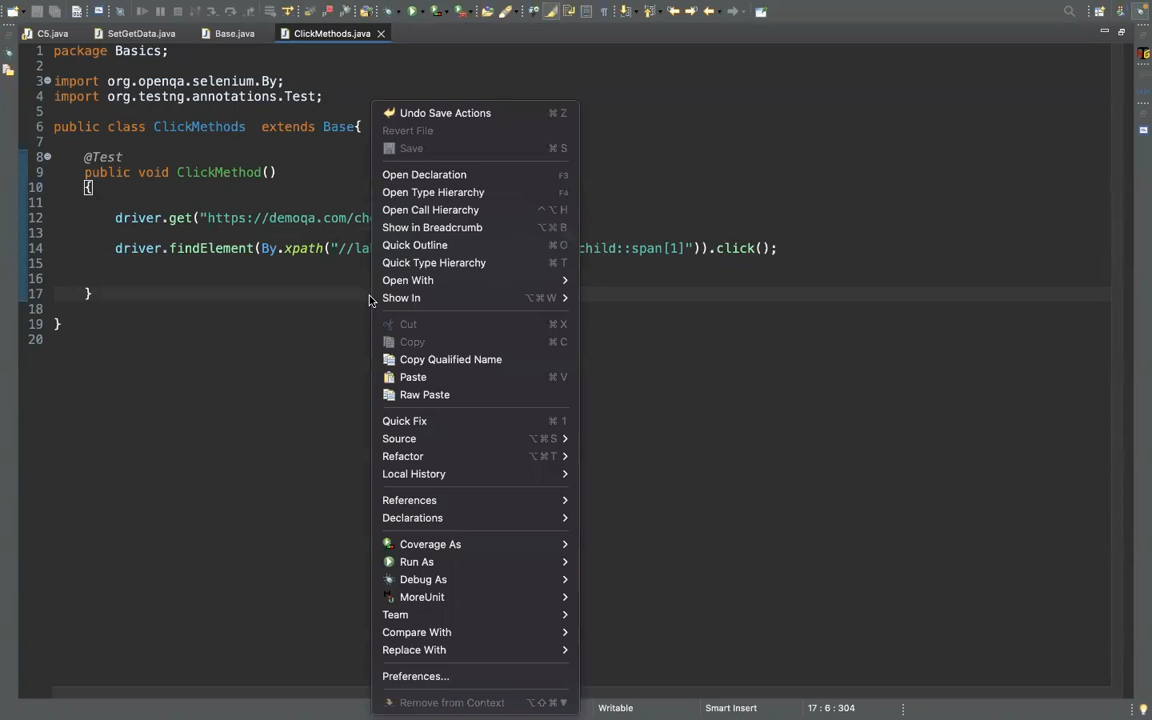 C5.java SetGetData.java Base.java ClickMethods.java
1 package Basics;
2
3 import org.openqa.selenium.By;
4 import org.testng.annotations.Test;
5
6 public class ClickMethods extends Base{
7
8 @Test
9 public void ClickMethod()
10 {
11
12 driver.get("https://demoqa.com/ch
13
14 driver.findElement(By.xpath("//la child::span[1]")).click();
15
16
17 }
18
19 }
20
Undo Save Actions ⌘ Z
Revert File
Save ⌘ S
Open Declaration F3
Open Type Hierarchy F4
Open Call Hierarchy ⌃ ⌥ H
Show in Breadcrumb ⌥ ⌘ B
Quick Outline ⌘ O
Quick Type Hierarchy ⌘ T
Open With
Show In ⌥ ⌘ W
Cut ⌘ X
Copy ⌘ C
Copy Qualified Name
Paste ⌘ V
Raw Paste
Quick Fix ⌘ 1
Source ⌥ ⌘ S
Refactor ⌥ ⌘ T
Local History
References
Declarations
Coverage As
Run As
Debug As
MoreUnit
Team
Compare With
Replace With
Preferences...
Remove from Context ⌥ ⇧ ⌘ ▼
Writable Smart Insert 17 : 6 : 304